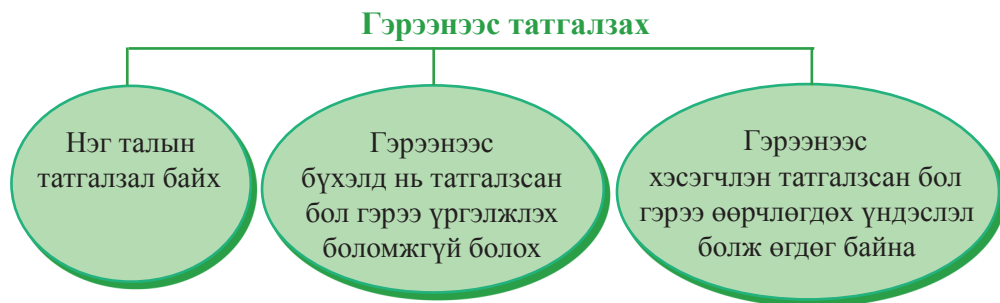 Гэрээнээс татгалзах
Нэг талын
татгалзал байх
Гэрээнээс
бүхэлд нь татгалзсан
бол гэрээ үргэлжлэх
боломжгүй болох
Гэрээнээс
хэсэгчлэн татгалзсан бол
гэрээ өөрчлөгдөх үндэслэл
болж өгдөг байна